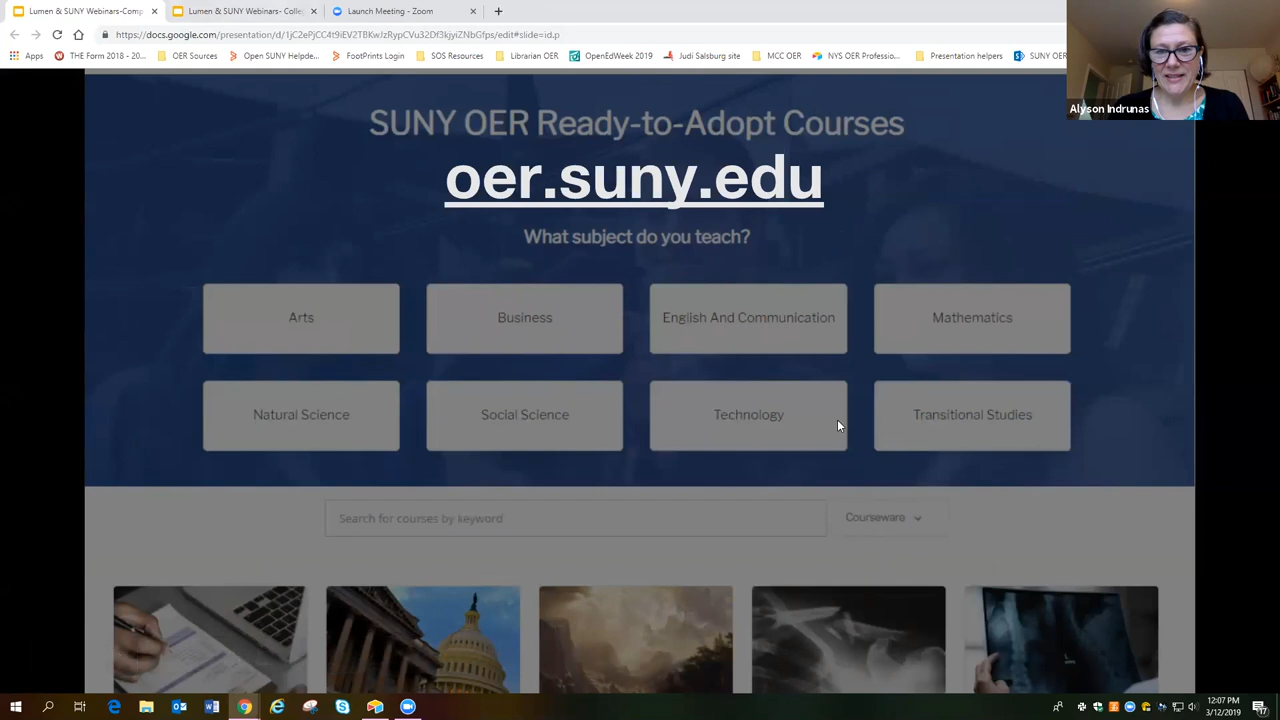 Lumen & SUNY Webinars-Comp
Lumen & SUNY Webinars- Colle
Launch Meeting - Zoom
https://docs.google.com/presentation/d/1jC2ePjCC4t9iEV2TBKwJzRypCVu32Df3kjyiZNbGfps/edit#slide=id.p
Apps
THE Form 2018 - 20...
OER Sources
Open SUNY Helpde...
FootPrints Login
SOS Resources
Librarian OER
OpenEdWeek 2019
Judi Salsburg site
MCC OER
NYS OER Professio...
Presentation helpers
SUNY OER
Alyson Indrunas
SUNY OER Ready-to-Adopt Courses
oer.suny.edu
What subject do you teach?
Arts
Business
English And Communication
Mathematics
Natural Science
Social Science
Technology
Transitional Studies
Search for courses by keyword
Courseware
12:07 PM
3/12/2019
17